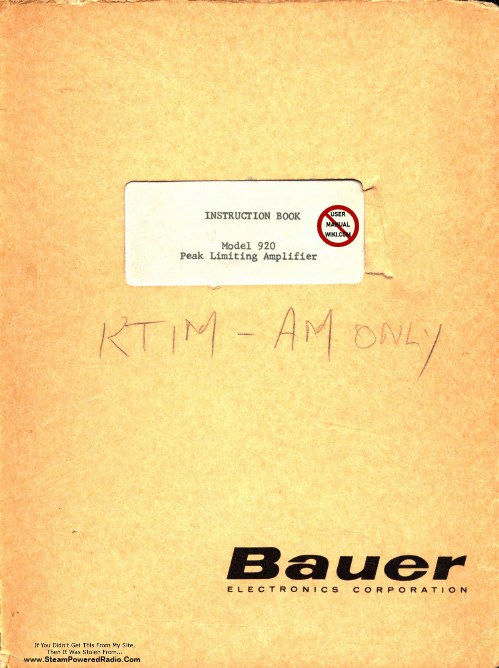 INSTRUCTION BOOK
USER
MANUAL
WIKI.COM
Model 920
Peak Limiting Amplifier
KTIM - AM ONLY
Bauer
ELECTRONICS CORPORATION
If You Didn't Get This From My Site,
Then It Was Stolen From...
www.SteamPoweredRadio.Com